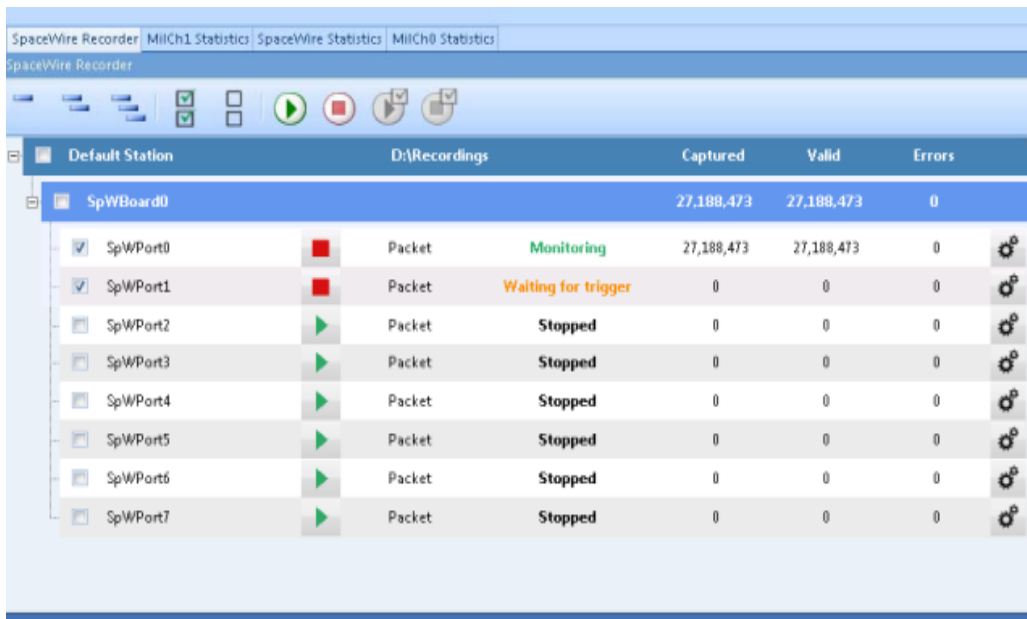 SpaceWire Recorder MilCh1 Statistics SpaceWire Statistics MilCh0 Statistics
SpaceWire Recorder
Default Station D:\Recordings Captured Valid Errors
SpWBoard0 27,188,473 27,188,473 0
SpWPort0 Packet Monitoring 27,188,473 27,188,473 0
SpWPort1 Packet Waiting for trigger 0 0 0
SpWPort2 Packet Stopped 0 0 0
SpWPort3 Packet Stopped 0 0 0
SpWPort4 Packet Stopped 0 0 0
SpWPort5 Packet Stopped 0 0 0
SpWPort6 Packet Stopped 0 0 0
SpWPort7 Packet Stopped 0 0 0